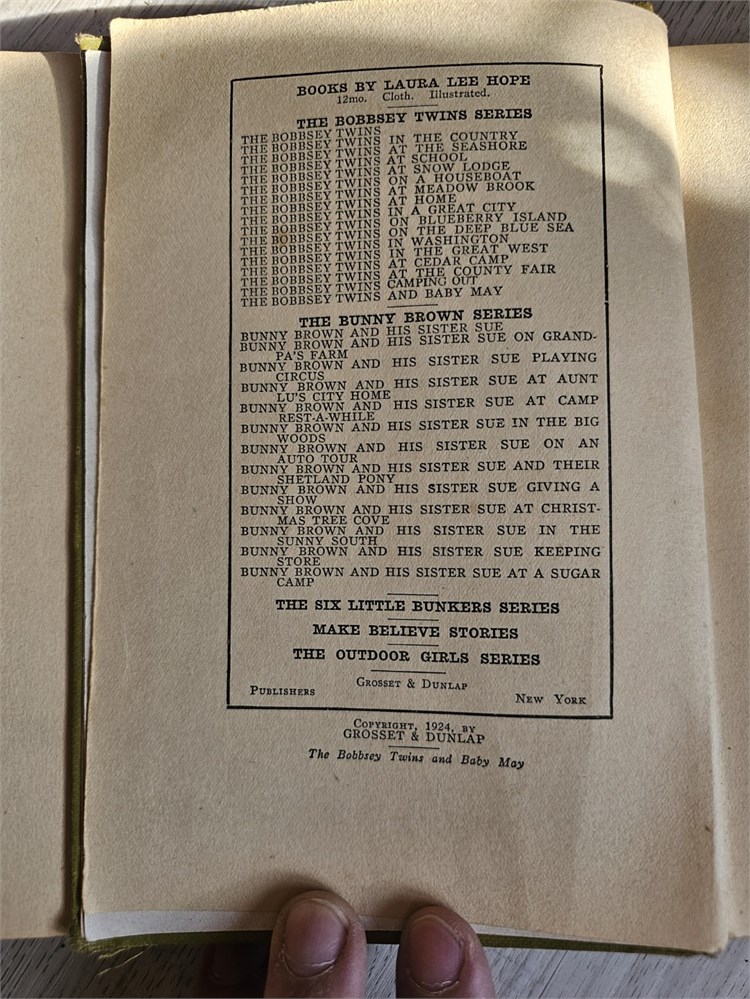 BOOKS BY LAURA LEE HOPE
12mo. Cloth. Illustrated.
THE BOBBSEY TWINS SERIES
THE BOBBSEY TWINS
THE BOBBSEY TWINS IN THE COUNTRY
THE BOBBSEY TWINS AT THE SEASHORE
THE BOBBSEY TWINS AT SCHOOL
THE BOBBSEY TWINS AT SNOW LODGE
THE BOBBSEY TWINS ON A HOUSEBOAT
THE BOBBSEY TWINS AT MEADOW BROOK
THE BOBBSEY TWINS AT HOME
THE BOBBSEY TWINS IN A GREAT CITY
THE BOBBSEY TWINS ON BLUEBERRY ISLAND
THE BOBBSEY TWINS ON THE DEEP BLUE SEA
THE BOBBSEY TWINS IN WASHINGTON
THE BOBBSEY TWINS IN THE GREAT WEST
THE BOBBSEY TWINS AT CEDAR CAMP
THE BOBBSEY TWINS AT THE COUNTY FAIR
THE BOBBSEY TWINS CAMPING OUT
THE BOBBSEY TWINS AND BABY MAY
THE BUNNY BROWN SERIES
BUNNY BROWN AND HIS SISTER SUE
BUNNY BROWN AND HIS SISTER SUE ON GRAND-
PA'S FARM
BUNNY BROWN AND HIS SISTER SUE PLAYING
CIRCUS
BUNNY BROWN AND HIS SISTER SUE AT AUNT
LU'S CITY HOME
BUNNY BROWN AND HIS SISTER SUE AT CAMP
REST-A-WHILE
BUNNY BROWN AND HIS SISTER SUE IN THE BIG
WOODS
BUNNY BROWN AND HIS SISTER SUE ON AN
AUTO TOUR
BUNNY BROWN AND HIS SISTER SUE AND THEIR
SHETLAND PONY
BUNNY BROWN AND HIS SISTER SUE GIVING A
SHOW
BUNNY BROWN AND HIS SISTER SUE AT CHRIST-
MAS TREE COVE
BUNNY BROWN AND HIS SISTER SUE IN THE
SUNNY SOUTH
BUNNY BROWN AND HIS SISTER SUE KEEPING
STORE
BUNNY BROWN AND HIS SISTER SUE AT A SUGAR
CAMP
THE SIX LITTLE BUNKERS SERIES
MAKE BELIEVE STORIES
THE OUTDOOR GIRLS SERIES
GROSSET & DUNLAP
PUBLISHERS NEW YORK
COPYRIGHT, 1924, BY
GROSSET & DUNLAP
The Bobbsey Twins and Baby May